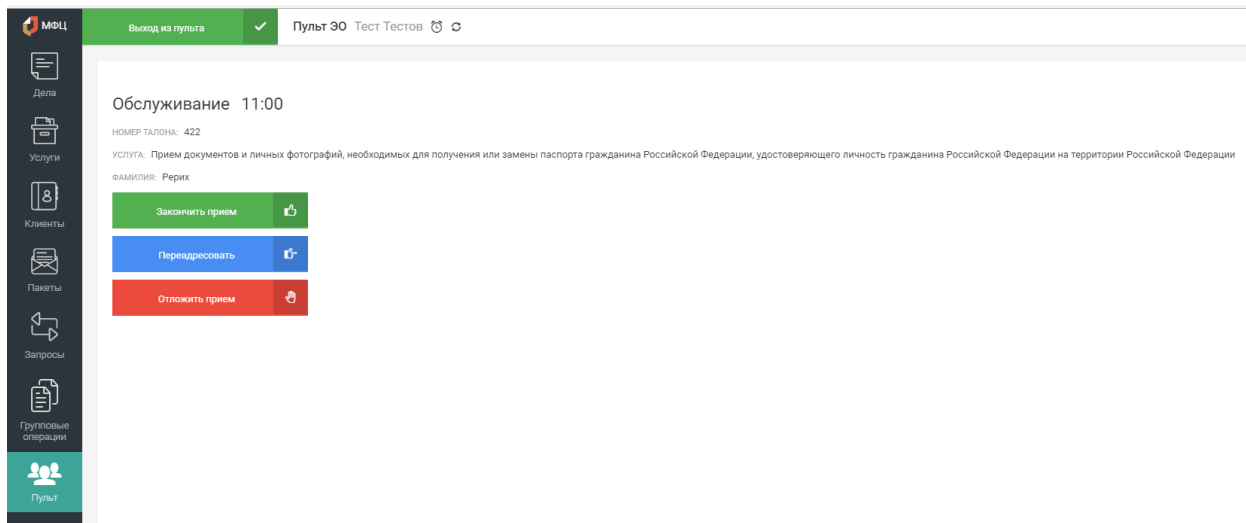 МФЦ
Выход из пульта
Пульт ЭО Тест Тестов
Дела
Услуги
Клиенты
Пакеты
Запросы
Групповые
операции
Пульт
Обслуживание 11:00
НОМЕР ТАЛОНА: 422
УСЛУГА: Прием документов и личных фотографий, необходимых для получения или замены паспорта гражданина Российской Федерации, удостоверяющего личность гражданина Российской Федерации на территории Российской Федерации
ФАМИЛИЯ: Рерих
Закончить прием
Переадресовать
Отложить прием